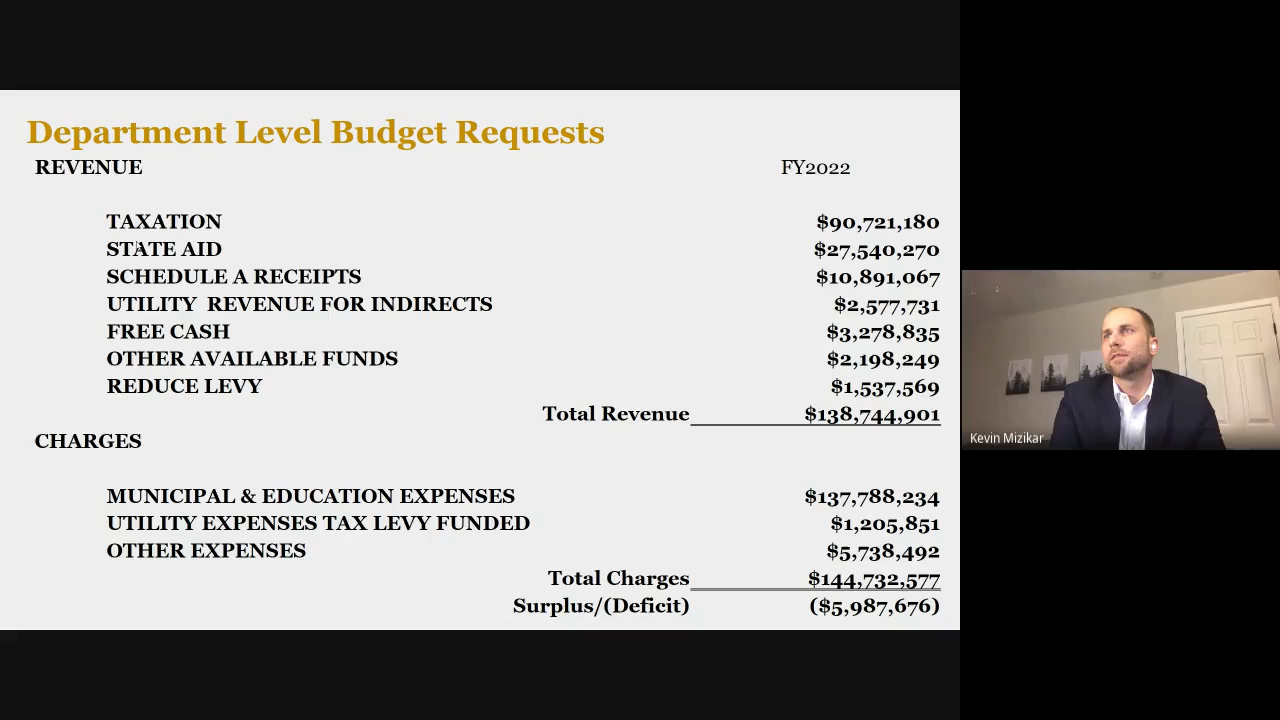 Department Level Budget Requests
REVENUE FY2022
TAXATION $90,721,180
STATE AID $27,540,270
SCHEDULE A RECEIPTS $10,891,067
UTILITY REVENUE FOR INDIRECTS $2,577,731
FREE CASH $3,278,835
OTHER AVAILABLE FUNDS $2,198,249
REDUCE LEVY $1,537,569
Total Revenue $138,744,901
CHARGES
MUNICIPAL & EDUCATION EXPENSES $137,788,234
UTILITY EXPENSES TAX LEVY FUNDED $1,205,851
OTHER EXPENSES $5,738,492
Total Charges $144,732,577
Surplus/(Deficit) ($5,987,676)
Kevin Mizikar